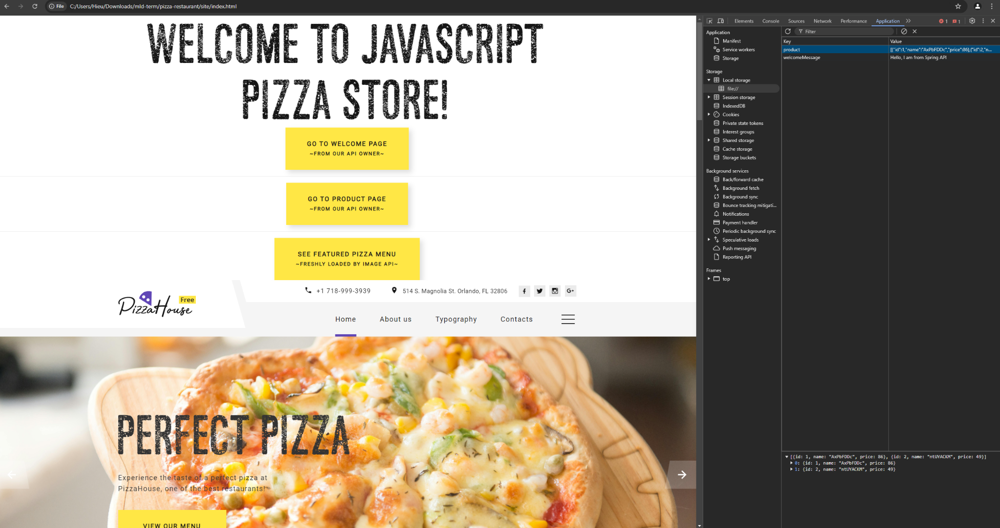 File C:/Users/Hieu/Downloads/mld-term/pizza-restaurant/site/index.html
WELCOME TO JAVASCRIPT
PIZZA STORE!
GO TO WELCOME PAGE
~FROM OUR API OWNER~
GO TO PRODUCT PAGE
~FROM OUR API OWNER~
SEE FEATURED PIZZA MENU
~FRESHLY LOADED BY IMAGE API~
PizzaHouse Free
+1 718-999-3939 514 S. Magnolia St. Orlando, FL 32806
Home About us Typography Contacts
PERFECT PIZZA
Experience the taste of a perfect pizza at
PizzaHouse, one of the best restaurants!
VIEW OUR MENU
Elements Console Sources Network Performance Application 1 1
Application
Manifest
Service workers
Storage
Storage
Local storage
file://
Session storage
IndexedDB
Cookies
Private state tokens
Interest groups
Shared storage
Cache storage
Storage buckets
Background services
Back/forward cache
Background fetch
Background sync
Bounce tracking mitigati...
Notifications
Payment handler
Periodic background sync
Speculative loads
Push messaging
Reporting API
Frames
top
Filter
Key Value
product [{"id":1,"name":"AxPbFDDc","price":86},{"id":2,"n...
welcomeMessage Hello, I am from Spring API
[{id: 1, name: "AxPbFDDc", price: 86}, {id: 2, name: "ntUYACKM", price: 49}]
0: {id: 1, name: "AxPbFDDc", price: 86}
1: {id: 2, name: "ntUYACKM", price: 49}